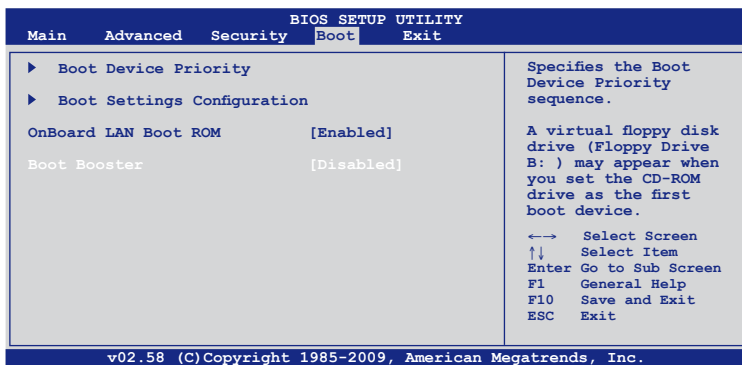 BIOS SETUP UTILITY
Main Advanced Security Boot Exit
▶ Boot Device Priority
▶ Boot Settings Configuration
OnBoard LAN Boot ROM [Enabled]
Boot Booster [Disabled]
Specifies the Boot
Device Priority
sequence.
A virtual floppy disk
drive (Floppy Drive
B: ) may appear when
you set the CD-ROM
drive as the first
boot device.
←→ Select Screen
↑↓ Select Item
Enter Go to Sub Screen
F1 General Help
F10 Save and Exit
ESC Exit
v02.58 (C)Copyright 1985-2009, American Megatrends, Inc.